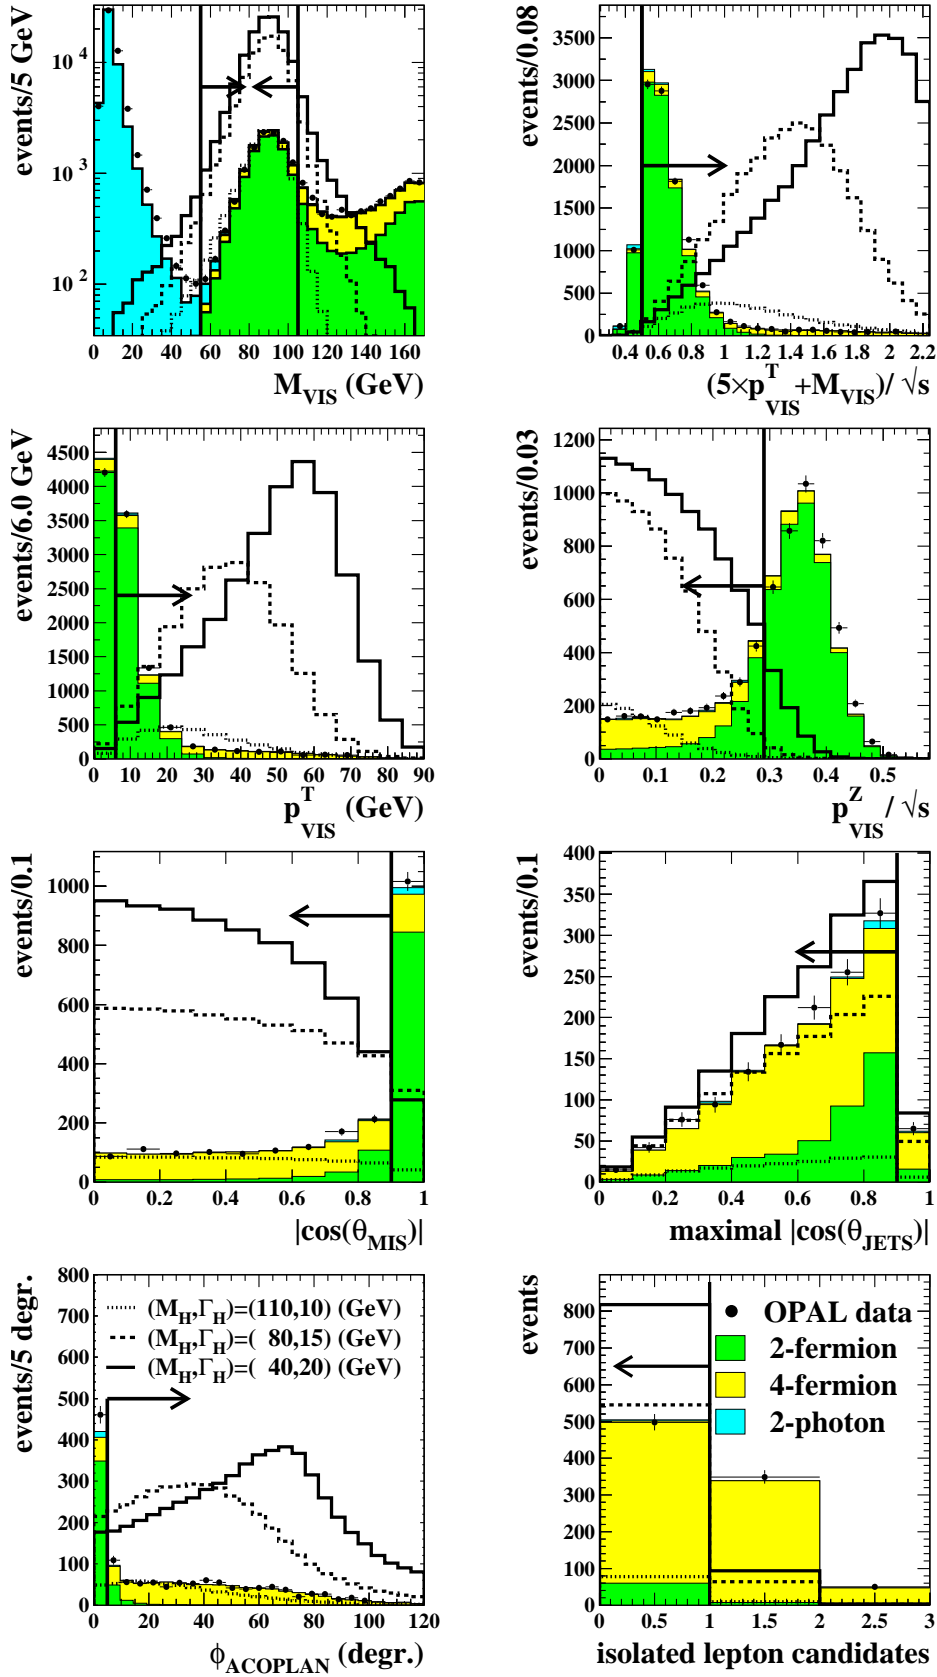 events/5 GeV
10^4
10^3
10^2
0 20 40 60 80 100 120 140 160
M_VIS (GeV)
events/0.08
3500
3000
2500
2000
1500
1000
500
0
0.4 0.6 0.8 1 1.2 1.4 1.6 1.8 2 2.2
(5×p^T_VIS+M_VIS)/ √s
events/6.0 GeV
4500
4000
3500
3000
2500
2000
1500
1000
500
0
0 10 20 30 40 50 60 70 80 90
p^T_VIS (GeV)
events/0.03
1200
1000
800
600
400
200
0
0 0.1 0.2 0.3 0.4 0.5
p^Z_VIS / √s
events/0.1
1000
800
600
400
200
0
0 0.2 0.4 0.6 0.8 1
|cos(θ_MIS)|
events/0.1
400
350
300
250
200
150
100
50
0
0 0.2 0.4 0.6 0.8 1
maximal |cos(θ_JETS)|
events/5 degr.
800
700
600
500
400
300
200
100
0
(M_H,Γ_H)=(110,10) (GeV)
(M_H,Γ_H)=( 80,15) (GeV)
(M_H,Γ_H)=( 40,20) (GeV)
0 20 40 60 80 100 120
ϕ_ACOPLAN (degr.)
events
800
700
600
500
400
300
200
100
0
OPAL data
2-fermion
4-fermion
2-photon
0 0.5 1 1.5 2 2.5 3
isolated lepton candidates